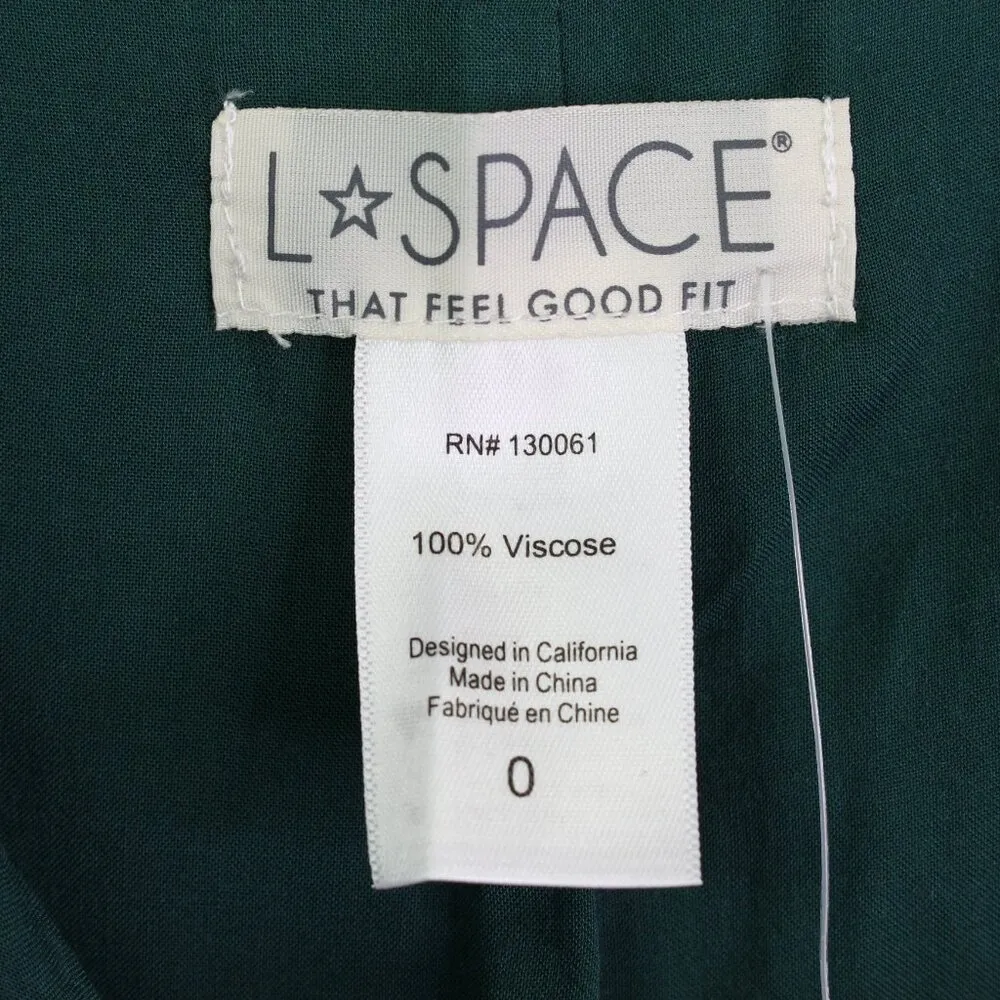 L☆SPACE®
THAT FEEL GOOD FIT
RN# 130061
100% Viscose
Designed in California
Made in China
Fabriqué en Chine
0